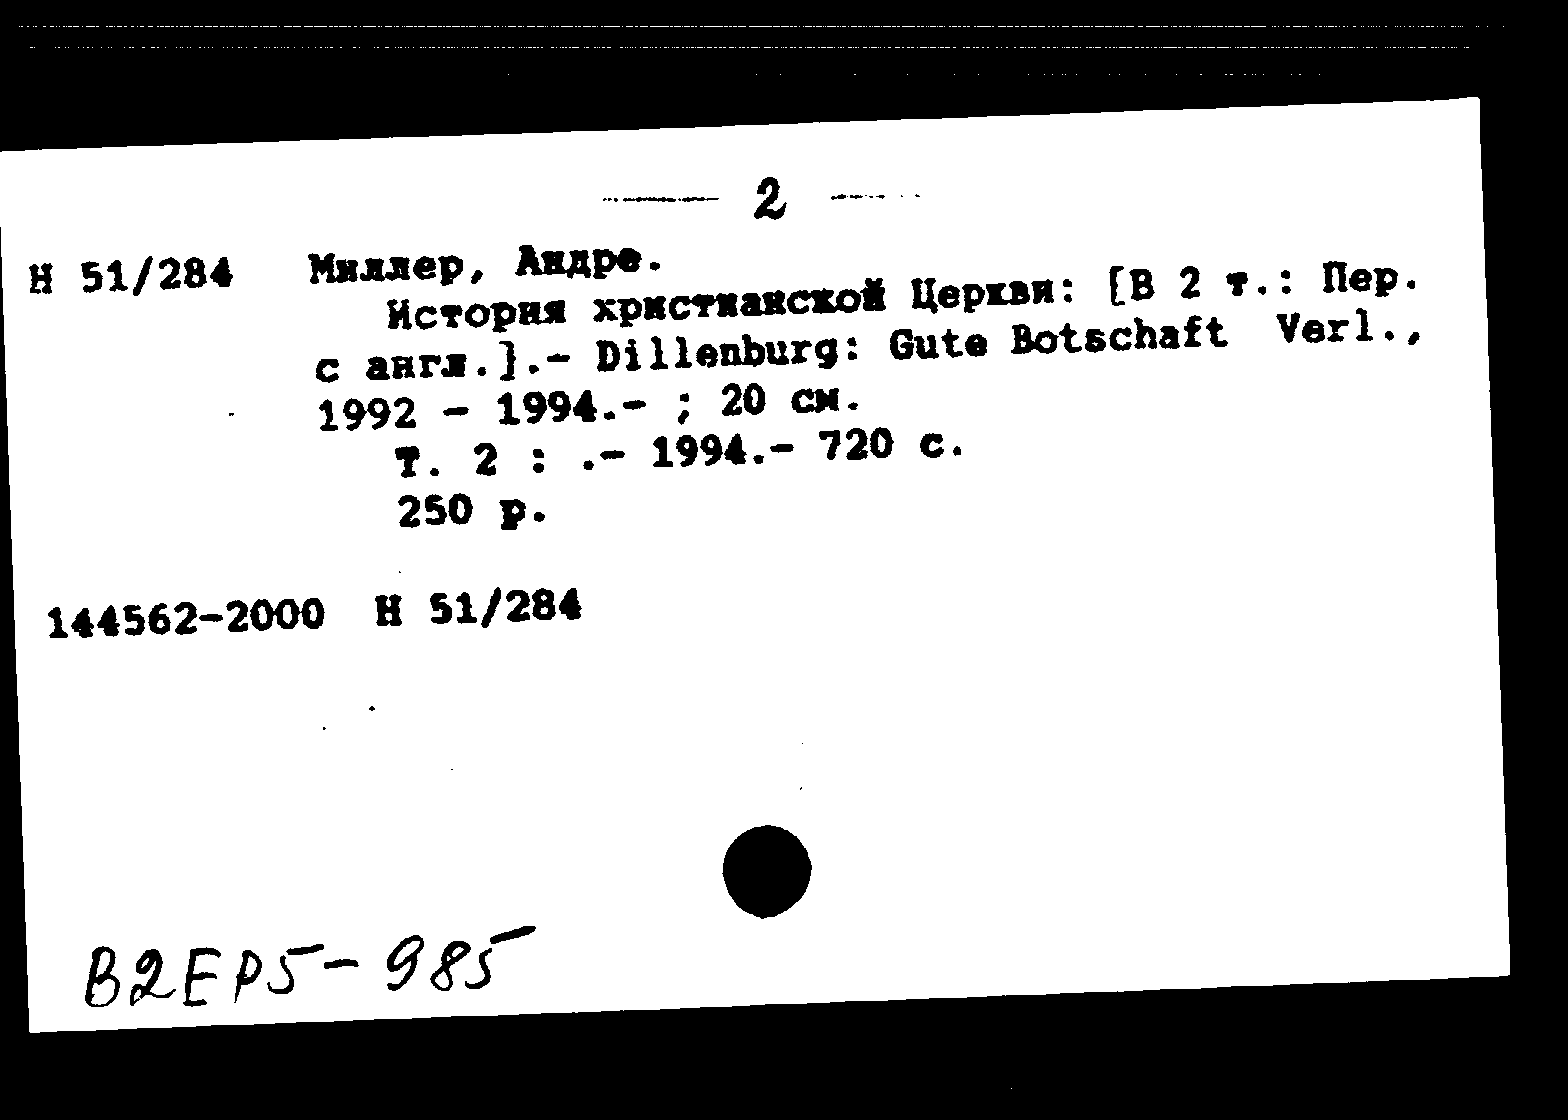 — 2 —
Н 51/284 Миллер, Андре.
История христианской Церкви: [В 2 т.: Пер.
с англ.].- Dillenburg: Gute Botschaft Verl.,
1992 - 1994.- ; 20 см.
Т. 2 : .- 1994.- 720 с.
250 р.
144562-2000 Н 51/284
В2ЕР5-985